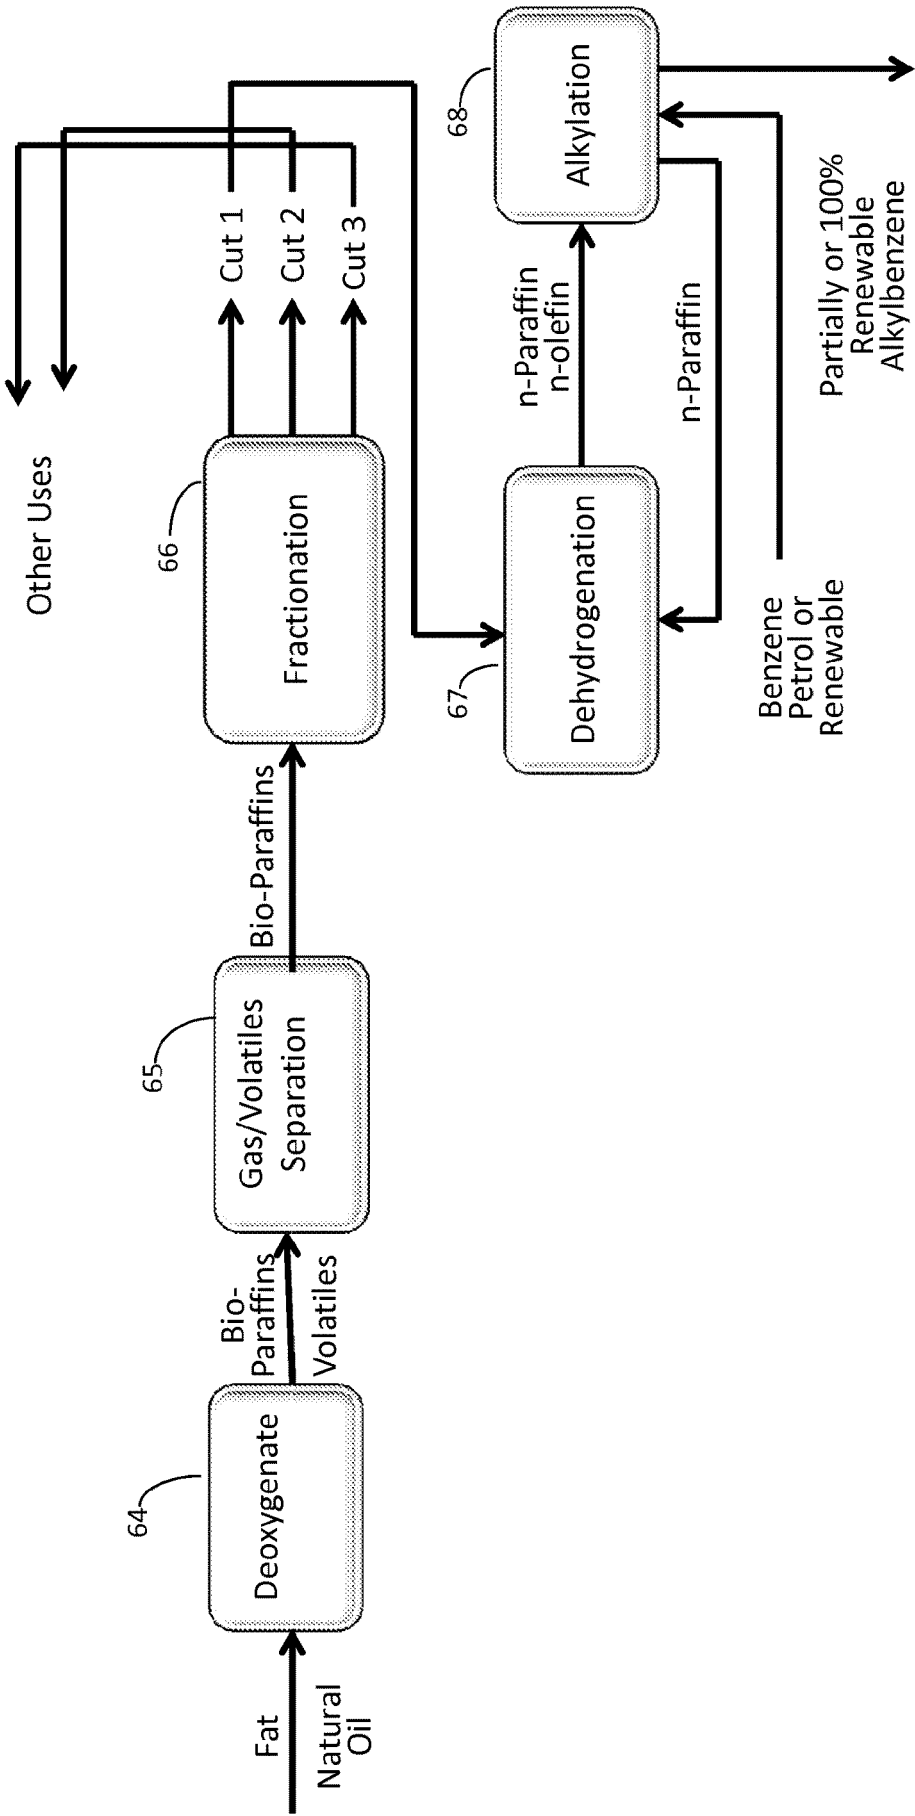 Fat
Natural
Oil
64
Deoxygenate
Bio-
Paraffins
Volatiles
65
Gas/Volatiles
Separation
Bio-Paraffins
66
Fractionation
Cut 1
Cut 2
Cut 3
Other Uses
67
Dehydrogenation
n-Paraffin
n-olefin
n-Paraffin
68
Alkylation
Benzene
Petrol or
Renewable
Partially or 100%
Renewable
Alkylbenzene